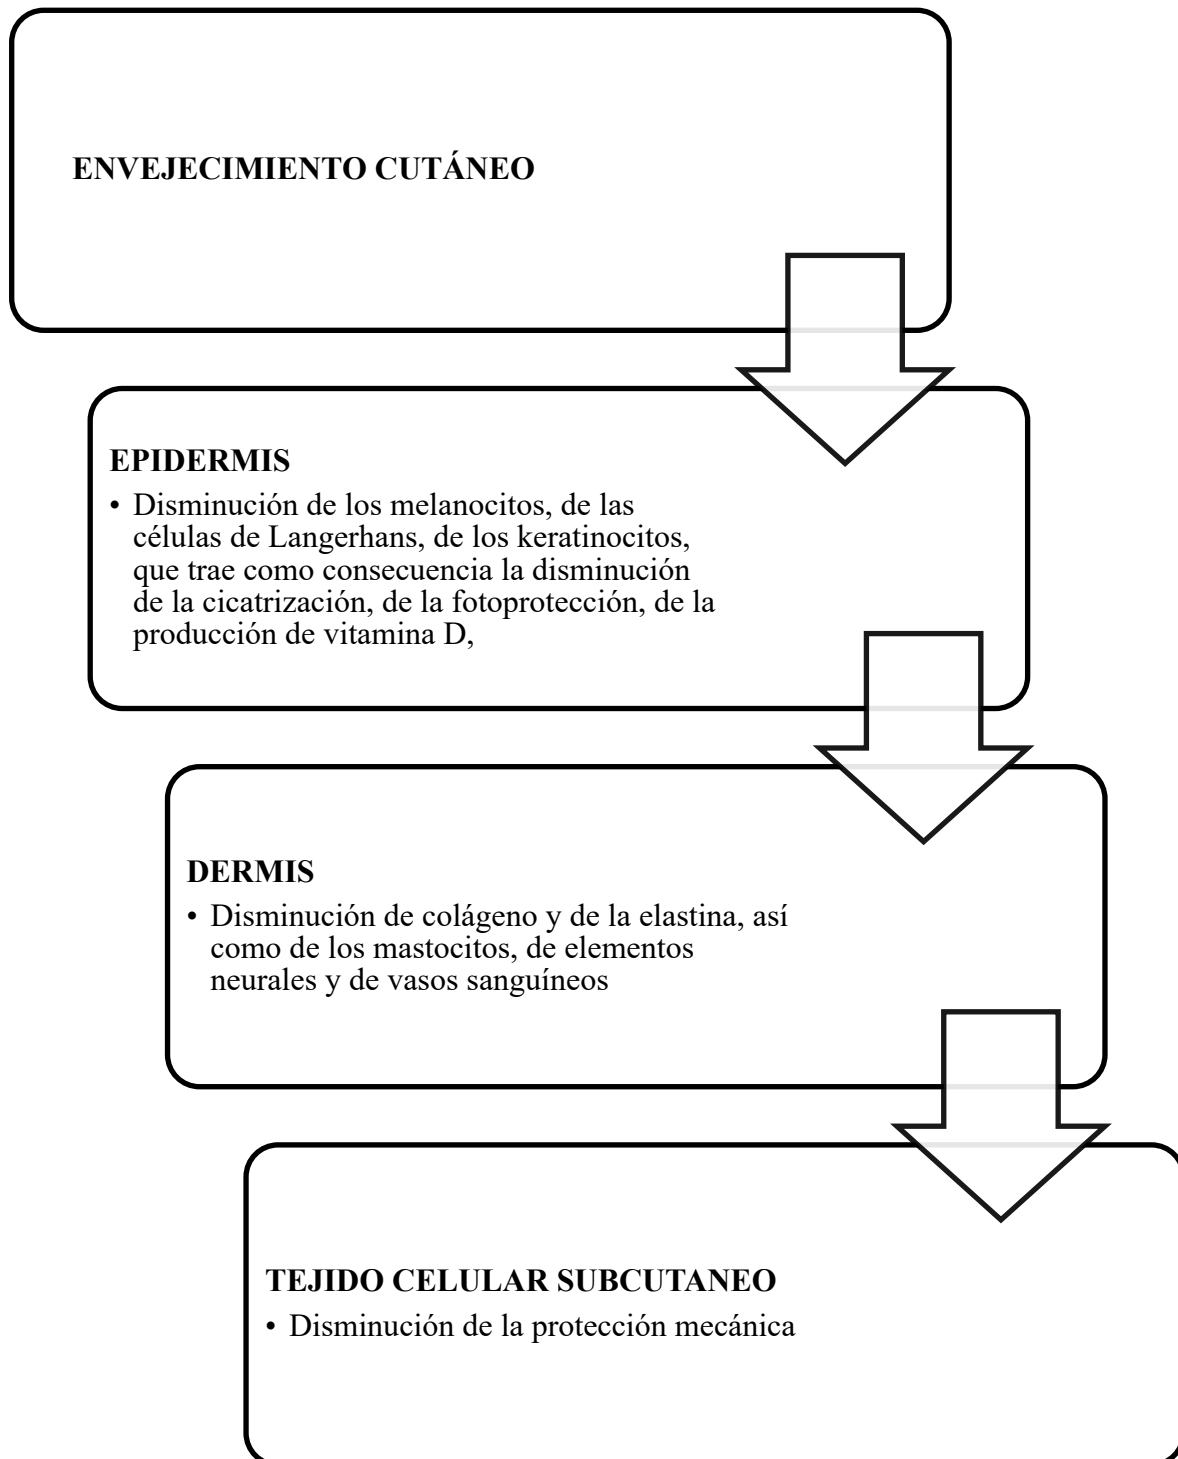 ENVEJECIMIENTO CUTÁNEO
EPIDERMIS
• Disminución de los melanocitos, de las
células de Langerhans, de los keratinocitos,
que trae como consecuencia la disminución
de la cicatrización, de la fotoprotección, de la
producción de vitamina D,
DERMIS
• Disminución de colágeno y de la elastina, así
como de los mastocitos, de elementos
neurales y de vasos sanguíneos
TEJIDO CELULAR SUBCUTANEO
• Disminución de la protección mecánica